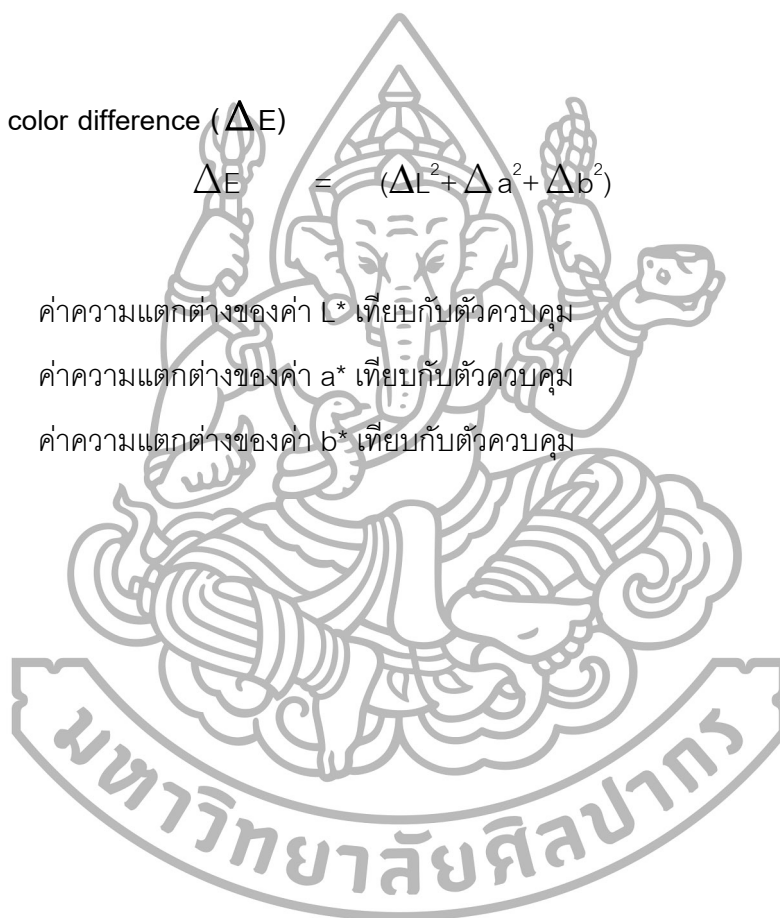 color difference (ΔE)
ΔE = (ΔL²+ Δ a²+ Δb²)
ค่าความแตกต่างของค่า L* เทียบกับตัวควบคุม
ค่าความแตกต่างของค่า a* เทียบกับตัวควบคุม
ค่าความแตกต่างของค่า b* เทียบกับตัวควบคุม
มหาวิทยาลัยศิลปากร